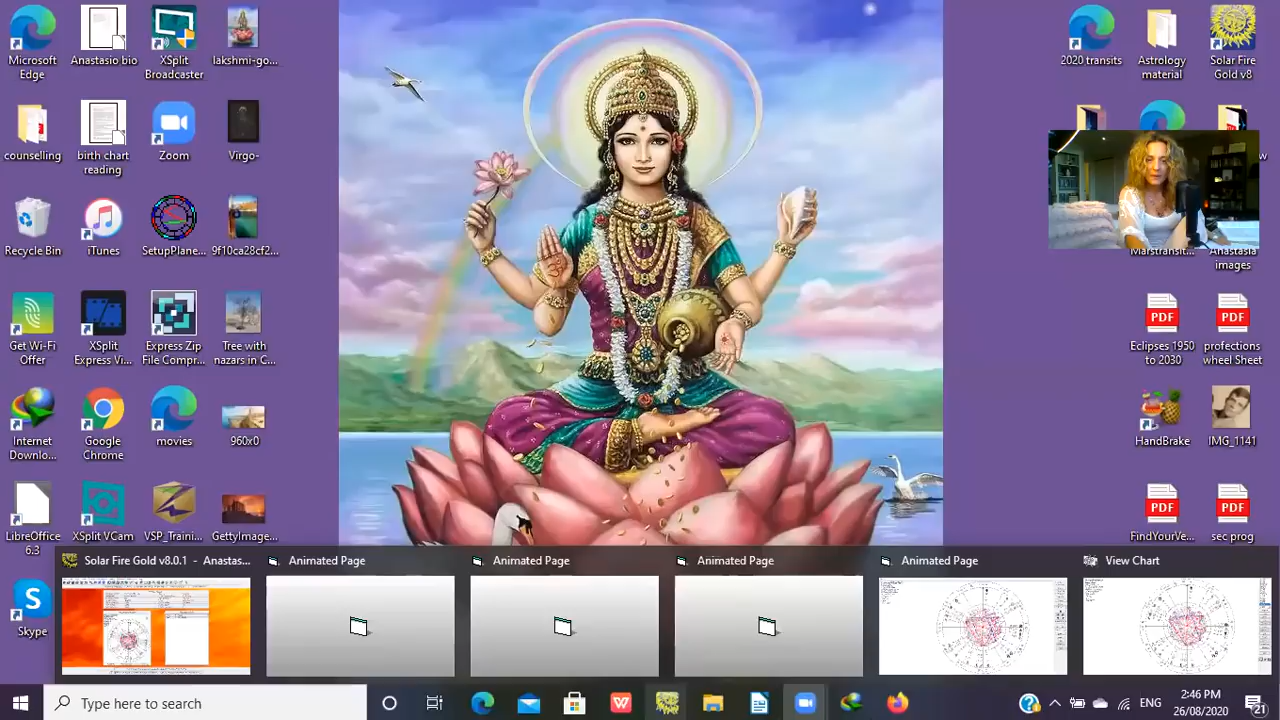 Microsoft
Edge
Anastasio bio
XSplit
Broadcaster
lakshmi-go...
2020 transits
Astrology
material
Solar Fire
Gold v8
counselling
birth chart
reading
Zoom
Virgo-
w
Recycle Bin
iTunes
SetupPlane...
9f10ca28cf2...
Marstransit...
Anastasia
images
Get Wi-Fi
Offer
XSplit
Express Vi...
Express Zip
File Compr...
Tree with
nazars in C...
PDF
Eclipses 1950
to 2030
PDF
profections
wheel Sheet
Internet
Downlo...
Google
Chrome
movies
960x0
HandBrake
IMG_1141
LibreOffice
6.3
XSplit VCam
VSP_Traini...
GettyImage...
PDF
FindYourVe...
PDF
sec prog
Skype
Solar Fire Gold v8.0.1 - Anastas...
Animated Page
Animated Page
Animated Page
Animated Page
View Chart
Type here to search
ENG
2:46 PM
26/08/2020
21